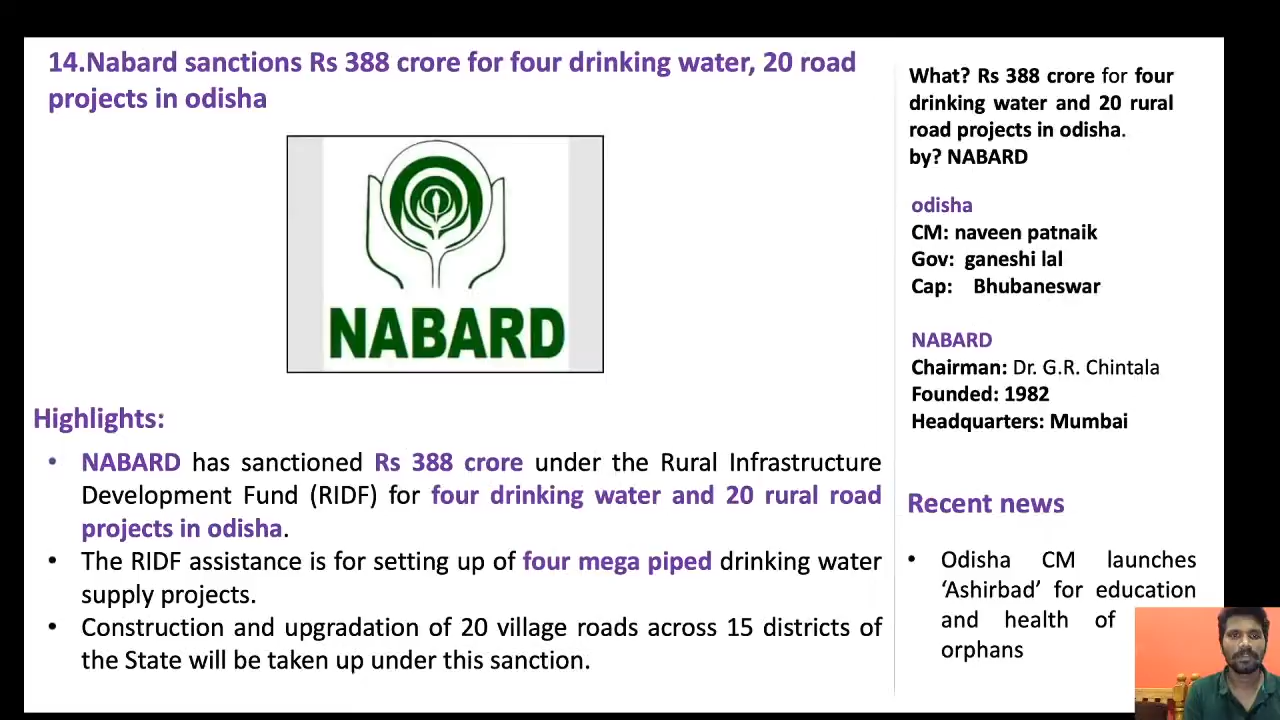 14.Nabard sanctions Rs 388 crore for four drinking water, 20 road
projects in odisha
NABARD
Highlights:
• NABARD has sanctioned Rs 388 crore under the Rural Infrastructure
Development Fund (RIDF) for four drinking water and 20 rural road
projects in odisha.
• The RIDF assistance is for setting up of four mega piped drinking water
supply projects.
• Construction and upgradation of 20 village roads across 15 districts of
the State will be taken up under this sanction.
What? Rs 388 crore for four
drinking water and 20 rural
road projects in odisha.
by? NABARD
odisha
CM: naveen patnaik
Gov: ganeshi lal
Cap: Bhubaneswar
NABARD
Chairman: Dr. G.R. Chintala
Founded: 1982
Headquarters: Mumbai
Recent news
• Odisha CM launches
‘Ashirbad’ for education
and health of
orphans